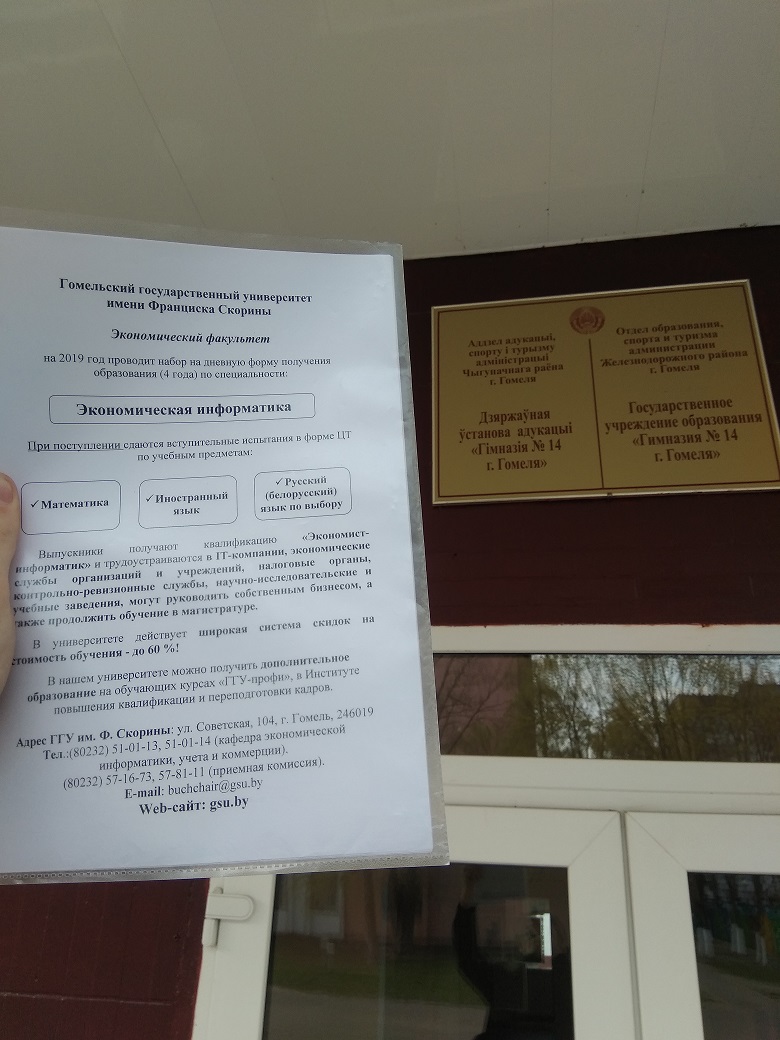 Гомельский государственный университет
имени Франциска Скорины
Экономический факультет
на 2019 год проводит набор на дневную форму получения
образования (4 года) по специальности:
Экономическая информатика
При поступлении сдаются вступительные испытания в форме ЦТ
по учебным предметам:
✓ Математика
✓ Иностранный
язык
✓ Русский
(белорусский)
язык по выбору
Выпускники получают квалификацию «Экономист-
информатик» и трудоустраиваются в IT-компании, экономические
службы организаций и учреждений, налоговые органы,
контрольно-ревизионные службы, научно-исследовательские и
учебные заведения, могут руководить собственным бизнесом, а
также продолжить обучение в магистратуре.
В университете действует широкая система скидок на
стоимость обучения - до 60 %!
В нашем университете можно получить дополнительное
образование на обучающих курсах «ГГУ-профи», в Институте
повышения квалификации и переподготовки кадров.
Адрес ГГУ им. Ф. Скорины: ул. Советская, 104, г. Гомель, 246019
Тел.:(80232) 51-01-13, 51-01-14 (кафедра экономической
информатики, учета и коммерции).
(80232) 57-16-73, 57-81-11 (приемная комиссия).
E-mail: buchchair@gsu.by
Web-сайт: gsu.by
Аддзел адукацыі,
спорту і турызму
адміністрацыі
Чыгуначнага раёна
г. Гомеля
Дзяржаўная
ўстанова адукацыі
«Гімназія № 14
г. Гомеля»
Отдел образования,
спорта и туризма
администрации
Железнодорожного района
г. Гомеля
Государственное
учреждение образования
«Гимназия № 14
г. Гомеля»